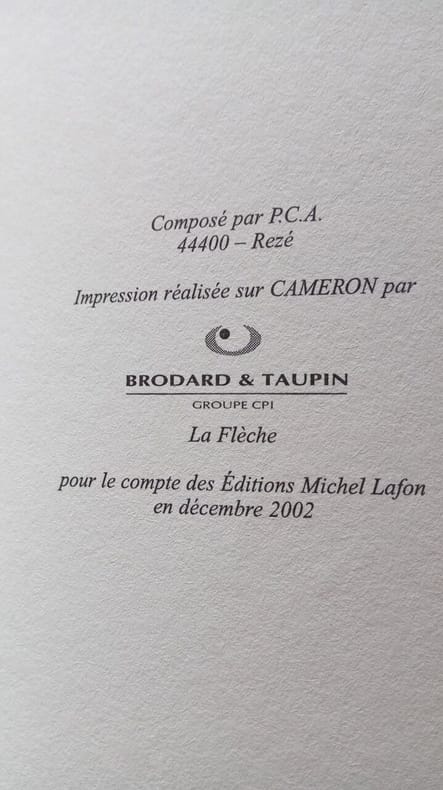 Composé par P.C.A.
44400 – Rezé
Impression réalisée sur CAMERON par
BRODARD & TAUPIN
GROUPE CPI
La Flèche
pour le compte des Éditions Michel Lafon
en décembre 2002